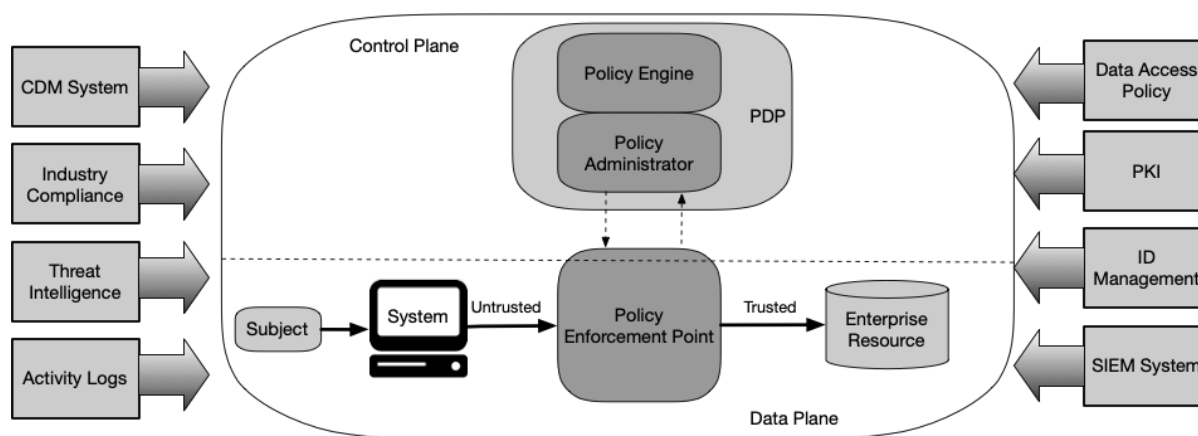 Control Plane
CDM System
Industry
Compliance
Threat
Intelligence
Activity Logs
Policy Engine
Policy
Administrator
PDP
Data Access
Policy
PKI
ID
Management
SIEM System
Subject
System
Untrusted
Policy
Enforcement Point
Trusted
Enterprise
Resource
Data Plane